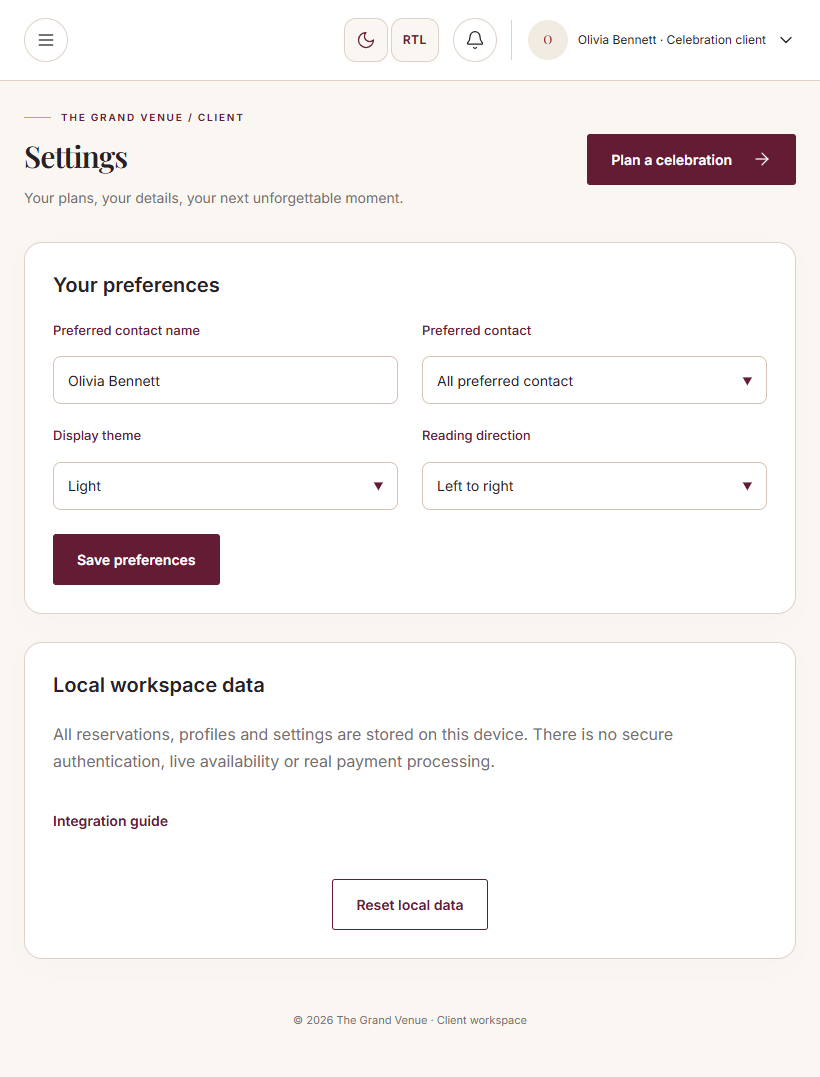 RTL
O
Olivia Bennett · Celebration client
THE GRAND VENUE / CLIENT
Settings
Plan a celebration
Your plans, your details, your next unforgettable moment.
Your preferences
Preferred contact name
Preferred contact
Olivia Bennett
All preferred contact
Display theme
Reading direction
Light
Left to right
Save preferences
Local workspace data
All reservations, profiles and settings are stored on this device. There is no secure
authentication, live availability or real payment processing.
Integration guide
Reset local data
© 2026 The Grand Venue · Client workspace